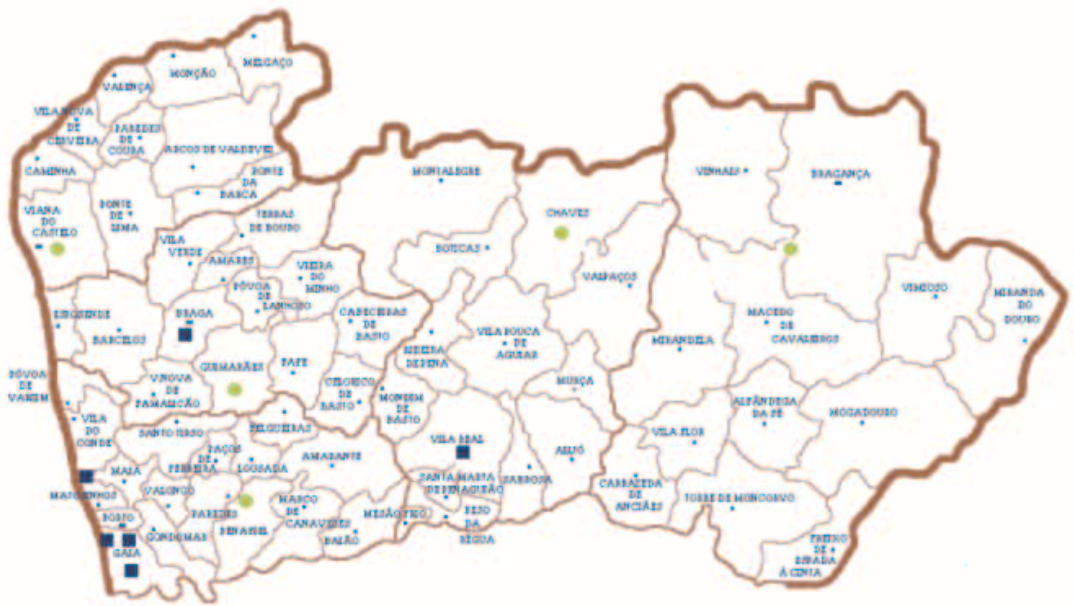 MELGAÇO
MONÇÃO
VALENÇA
VILA NOVA
DE
CERVEIRA
PAREDES
DE
COURA
ARCOS DE VALDEVEZ
CAMINHA
PONTE
DA
BARCA
VIANA
DO
CASTELO
PONTE
DE
LIMA
TERRAS
DE BOURO
VILA
VERDE
AMARES
VIEIRA
DO
MINHO
PÓVOA
DE
LANHOSO
BRAGA
ESPOSENDE
BARCELOS
CABECEIRAS
DE
BASTO
GUIMARÃES
FAFE
V.NOVA
DE
FAMALICÃO
CELORICO
DE
BASTO
MONDIM
DE
BASTO
PÓVOA
DE
VARZIM
VILA
DO
CONDE
SANTO TIRSO
FELGUEIRAS
PAÇOS
DE
FERREIRA
LOUSADA
AMARANTE
MAIA
MATOSINHOS
VALONGO
PAREDES
PENAFIEL
MARCO
DE
CANAVESES
BAIÃO
PORTO
GAIA
GONDOMAR
MESÃO FRIO
MONTALEGRE
CHAVES
BOTICAS
VALPAÇOS
RIBEIRA
DE PENA
VILA POUCA
DE
AGUIAR
MURÇA
VILA REAL
SANTA MARTA
DE PENAGUIÃO
PESO
DA
RÉGUA
SABROSA
ALIJÓ
VINHAIS
BRAGANÇA
VIMIOSO
MIRANDA
DO
DOURO
MACEDO
DE
CAVALEIROS
MIRANDELA
ALFÂNDEGA
DA FÉ
MOGADOURO
VILA FLOR
CARRAZEDA
DE
ANCIÃES
TORRE DE MONCORVO
FREIXO
DE
ESPADA
À CINTA